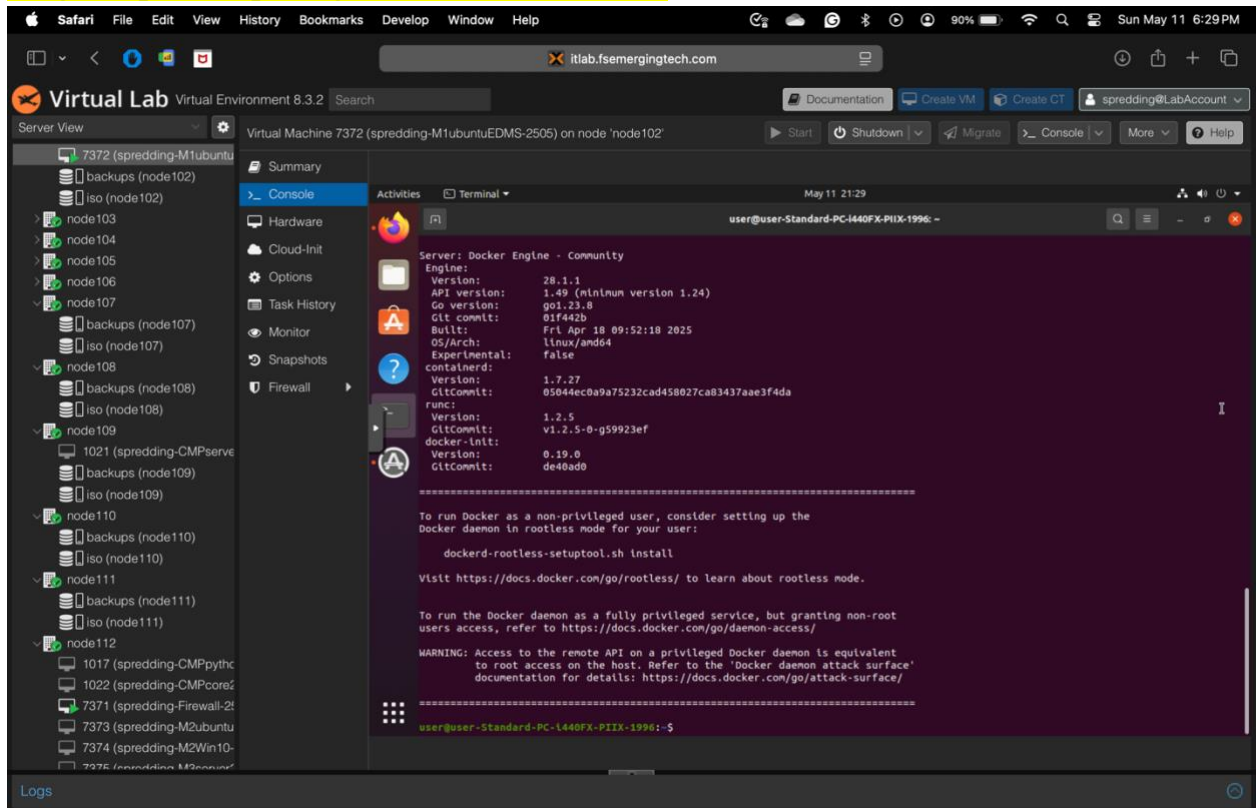 Safari File Edit View History Bookmarks Develop Window Help 90% Sun May 11 6:29 PM
itlab.fsemergingtech.com
Virtual Lab Virtual Environment 8.3.2 Search Documentation Create VM Create CT spredding@LabAccount
Server View
Virtual Machine 7372 (spredding-M1ubuntuEDMS-2505) on node 'node102' Start Shutdown Migrate Console More Help
7372 (spredding-M1ubuntu
backups (node102)
iso (node102)
node103
node104
node105
node106
node107
backups (node107)
iso (node107)
node108
backups (node108)
iso (node108)
node109
1021 (spredding-CMPserve
backups (node109)
iso (node109)
node110
backups (node110)
iso (node110)
node111
backups (node111)
iso (node111)
node112
1017 (spredding-CMPpytho
1022 (spredding-CMPcore2
7371 (spredding-Firewall-25
7373 (spredding-M2ubuntu
7374 (spredding-M2Win10-
Summary
Console
Hardware
Cloud-Init
Options
Task History
Monitor
Snapshots
Firewall
Activities Terminal May 11 21:29
user@user-Standard-PC-i440FX-PIIX-1996: ~
Server: Docker Engine - Community
Engine:
Version: 28.1.1
API version: 1.49 (minimum version 1.24)
Go version: go1.23.8
Git commit: 01f442b
Built: Fri Apr 18 09:52:18 2025
OS/Arch: linux/amd64
Experimental: false
containerd:
Version: 1.7.27
GitCommit: 05044ec0a9a75232cad458027ca83437aae3f4da
runc:
Version: 1.2.5
GitCommit: v1.2.5-0-g59923ef
docker-init:
Version: 0.19.0
GitCommit: de40ad0
================================================================================
To run Docker as a non-privileged user, consider setting up the
Docker daemon in rootless mode for your user:
dockerd-rootless-setuptool.sh install
Visit https://docs.docker.com/go/rootless/ to learn about rootless mode.
To run the Docker daemon as a fully privileged service, but granting non-root
users access, refer to https://docs.docker.com/go/daemon-access/
WARNING: Access to the remote API on a privileged Docker daemon is equivalent
to root access on the host. Refer to the 'Docker daemon attack surface'
documentation for details: https://docs.docker.com/go/attack-surface/
================================================================================
user@user-Standard-PC-i440FX-PIIX-1996:~$
Logs